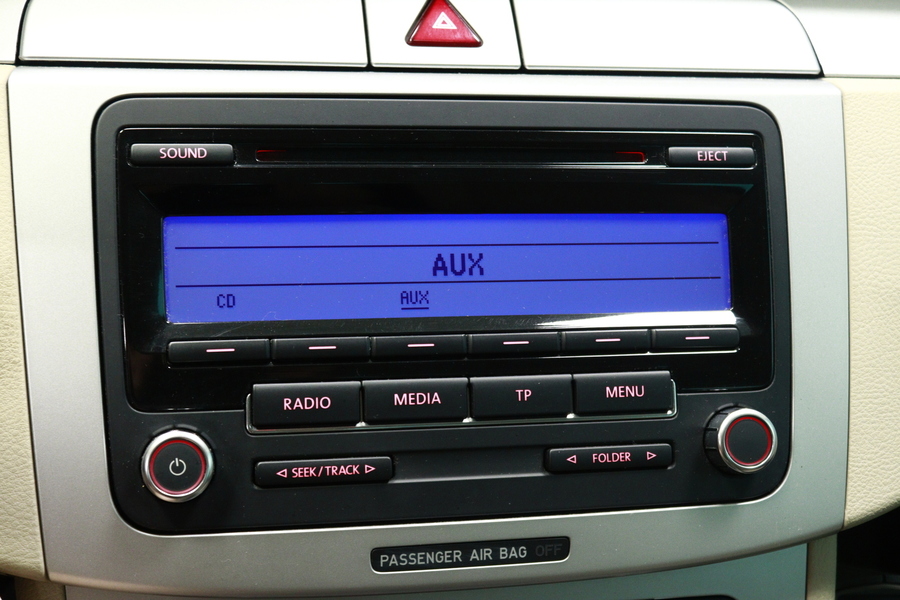 SOUND
EJECT
AUX
CD AUX
RADIO MEDIA TP MENU
SEEK/TRACK FOLDER
PASSENGER AIR BAG OFF